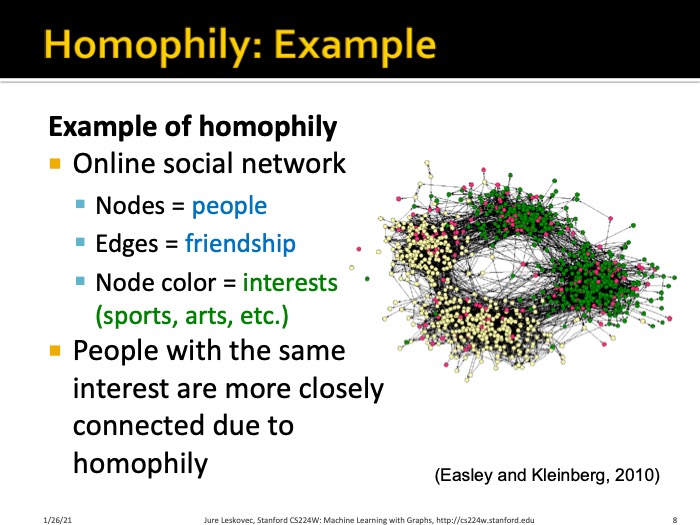 Homophily: Example
Example of homophily
Online social network
Nodes = people
Edges = friendship
Node color = interests
(sports, arts, etc.)
People with the same
interest are more closely
connected due to
homophily
(Easley and Kleinberg, 2010)
1/26/21
Jure Leskovec, Stanford CS224W: Machine Learning with Graphs, http://cs224w.stanford.edu
8